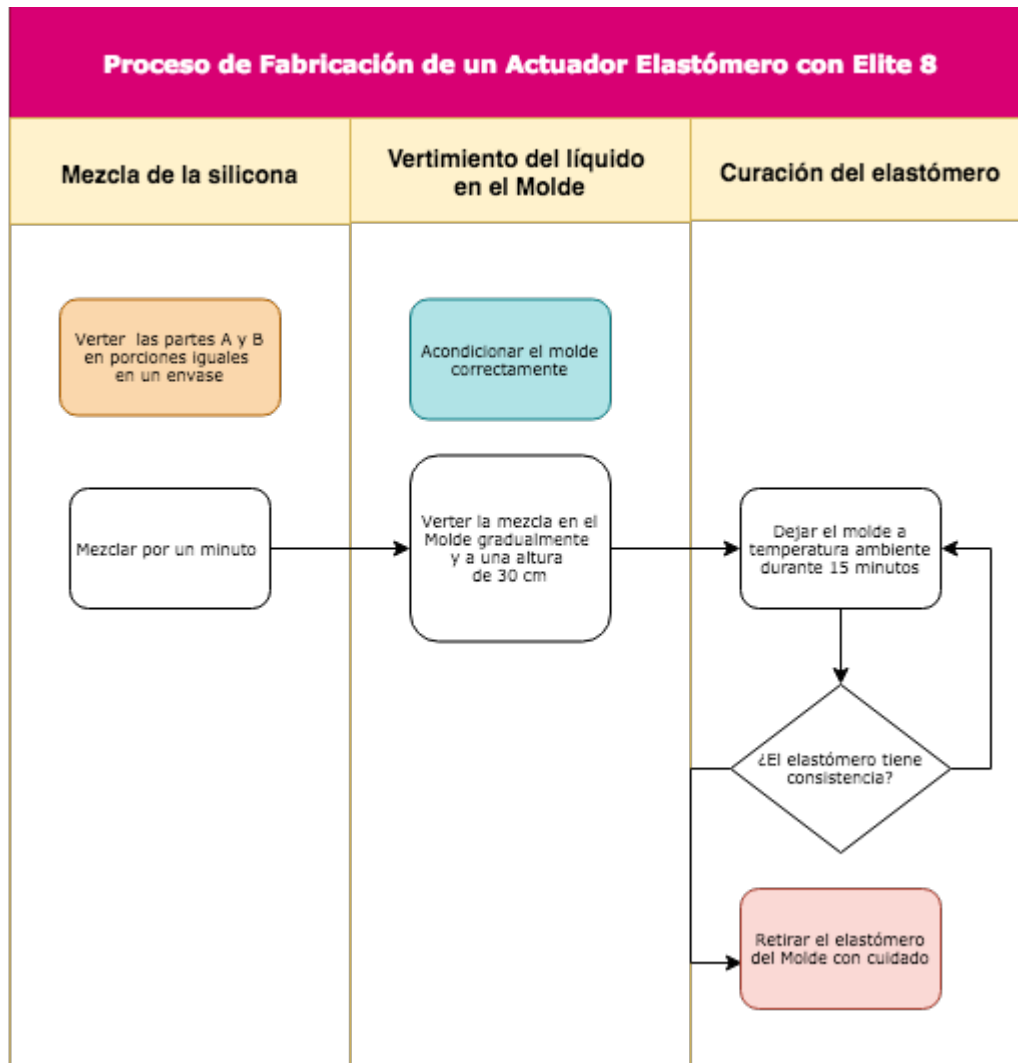 Proceso de Fabricación de un Actuador Elastómero con Elite 8
Mezcla de la silicona
Vertimiento del líquido
en el Molde
Curación del elastómero
Verter las partes A y B
en porciones iguales
en un envase
Acondicionar el molde
correctamente
Mezclar por un minuto
Verter la mezcla en el
Molde gradualmente
y a una altura
de 30 cm
Dejar el molde a
temperatura ambiente
durante 15 minutos
¿El elastómero tiene
consistencia?
Retirar el elastómero
del Molde con cuidado